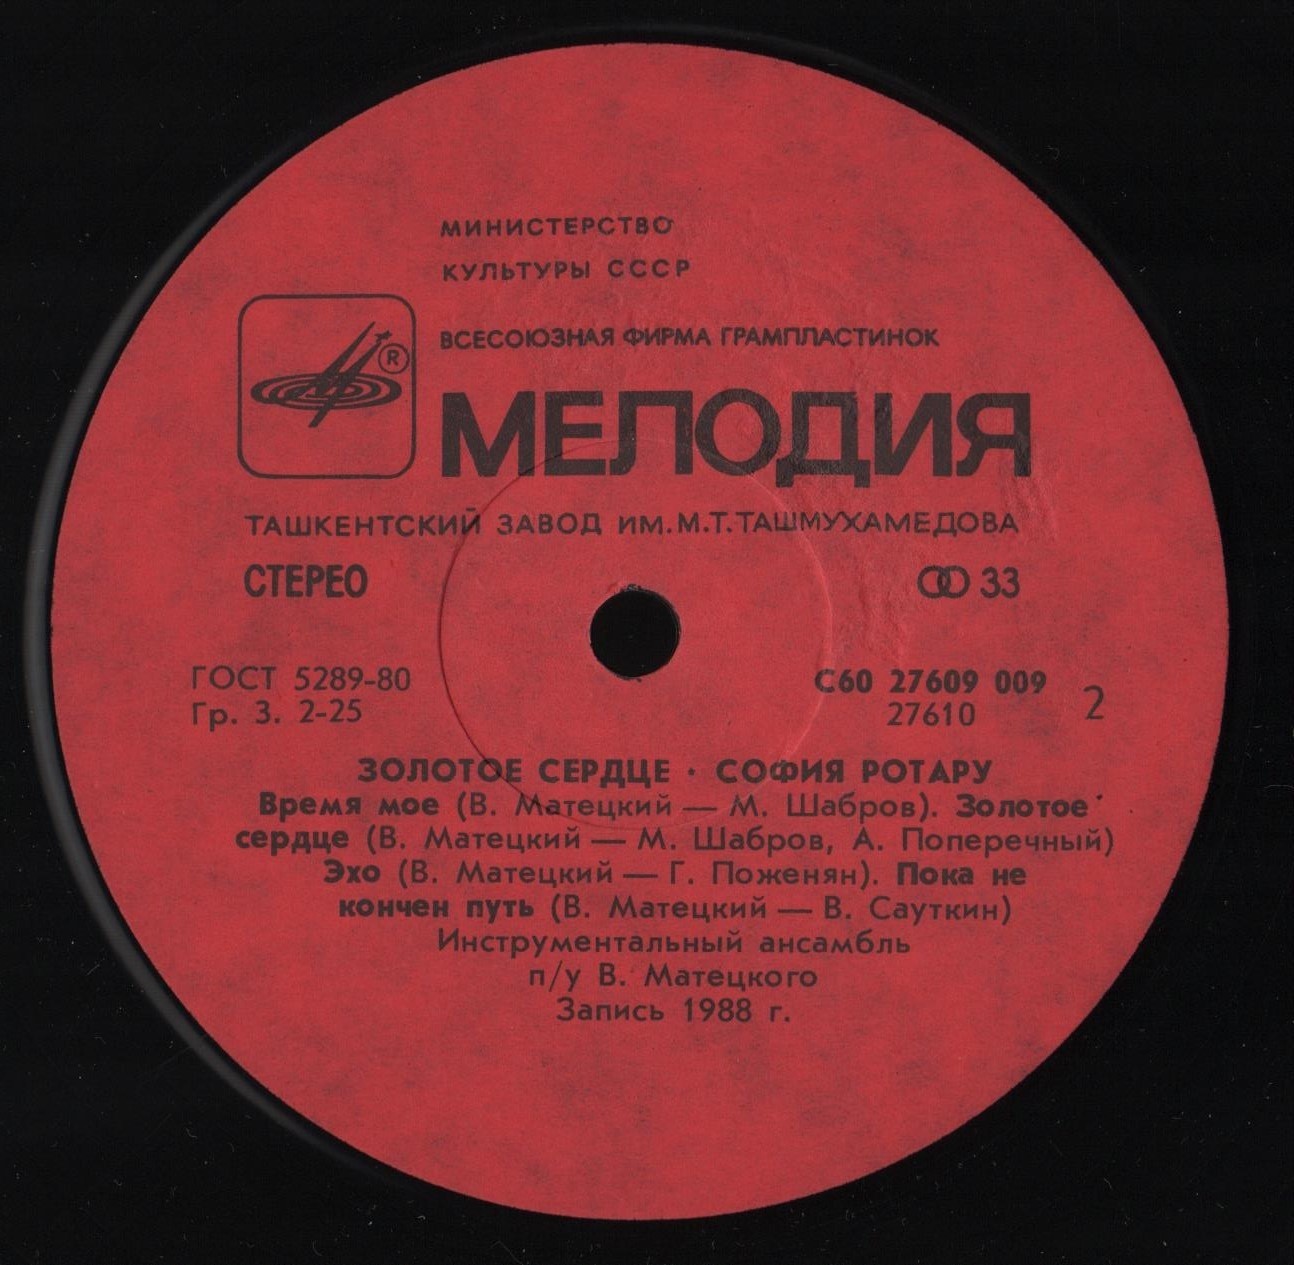 МИНИСТЕРСТВО
КУЛЬТУРЫ СССР
ВСЕСОЮЗНАЯ ФИРМА ГРАМПЛАСТИНОК
®
МЕЛОДИЯ
ТАШКЕНТСКИЙ ЗАВОД ИМ. М.Т. ТАШМУХАМЕДОВА
СТЕРЕО
33
ГОСТ 5289-80
Гр. 3. 2-25
С60 27609 009
27610
2
ЗОЛОТОЕ СЕРДЦЕ · СОФИЯ РОТАРУ
Время мое (В. Матецкий — М. Шабров). Золотое
сердце (В. Матецкий — М. Шабров, А. Поперечный)
Эхо (В. Матецкий — Г. Поженян). Пока не
кончен путь (В. Матецкий — В. Сауткин)
Инструментальный ансамбль
п/у В. Матецкого
Запись 1988 г.